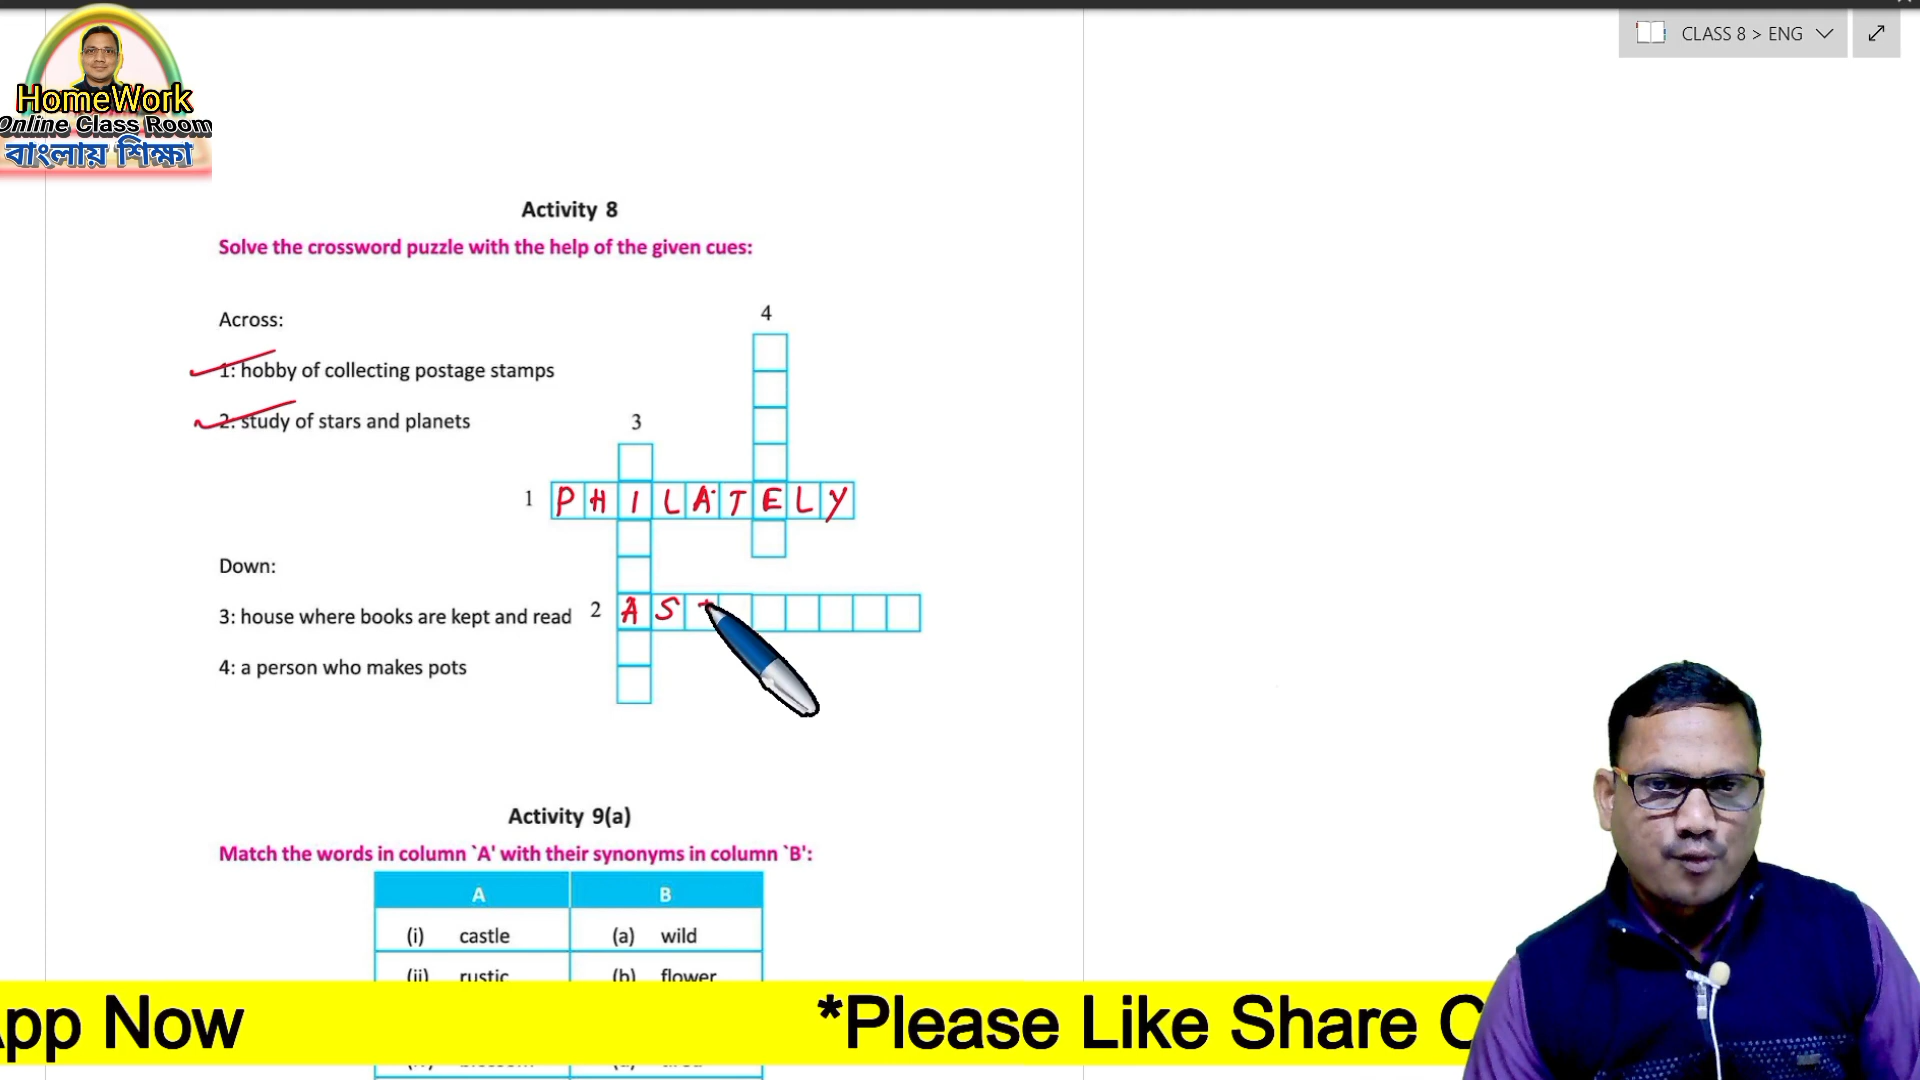 CLASS 8 > ENG
HomeWork
Online Class Room
বাংলায় শিক্ষা
Activity 8
Solve the crossword puzzle with the help of the given cues:
4
Across:
1: hobby of collecting postage stamps
2: study of stars and planets
3
1 P H I L A T E L Y
Down:
3: house where books are kept and read
2 A S
4: a person who makes pots
Activity 9(a)
Match the words in column `A' with their synonyms in column `B':
A B
(i) castle (a) wild
(ii) rustic (b) flower
App Now *Please Like Share C